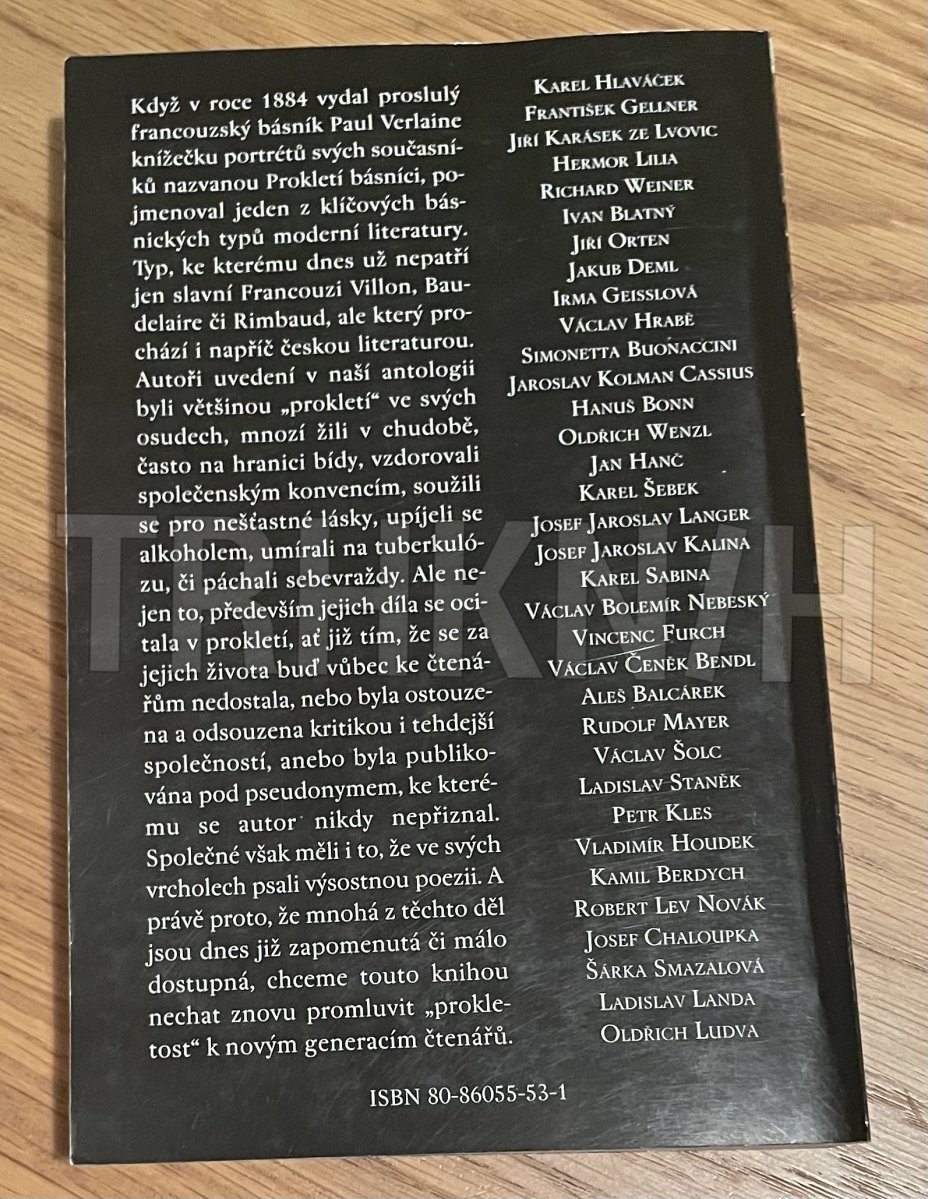 Když v roce 1884 vydal proslulý
francouzský básník Paul Verlaine
knížečku portrétů svých současní-
ků nazvanou Prokletí básníci, po-
jmenoval jeden z klíčových bás-
nických typů moderní literatury.
Typ, ke kterému dnes už nepatří
jen slavní Francouzi Villon, Bau-
delaire či Rimbaud, ale který pro-
chází i napříč českou literaturou.
Autoři uvedení v naší antologii
byli většinou „prokletí“ ve svých
osudech, mnozí žili v chudobě,
často na hranici bídy, vzdorovali
společenským konvencím, soužili
se pro nešťastné lásky, upíjeli se
alkoholem, umírali na tuberkuló-
zu, či páchali sebevraždy. Ale ne-
jen to, především jejich díla se oci-
tala v prokletí, ať již tím, že se za
jejich života buď vůbec ke čtená-
řům nedostala, nebo byla ostouze-
na a odsouzena kritikou i tehdejší
společností, anebo byla publiko-
vána pod pseudonymem, ke které-
mu se autor nikdy nepřiznal.
Společné však měli i to, že ve svých
vrcholech psali výsostnou poezii. A
právě proto, že mnohá z těchto děl
jsou dnes již zapomenutá či málo
dostupná, chceme touto knihou
nechat znovu promluvit „prokle-
tost“ k novým generacím čtenářů.
Karel Hlaváček
František Gellner
Jiří Karásek ze Lvovic
Hermor Lilia
Richard Weiner
Ivan Blatný
Jiří Orten
Jakub Deml
Irma Geisslová
Václav Hrabě
Simonetta Buonaccini
Jaroslav Kolman Cassius
Hanuš Bonn
Oldřich Wenzl
Jan Hanč
Karel Šebek
Josef Jaroslav Langer
Josef Jaroslav Kalina
Karel Sabina
Václav Bolemír Nebeský
Vincenc Furch
Václav Čeněk Bendl
Aleš Balcárek
Rudolf Mayer
Václav Šolc
Ladislav Staněk
Petr Kles
Vladimír Houdek
Kamil Berdych
Robert Lev Novák
Josef Chaloupka
Šárka Smazalová
Ladislav Landa
Oldřich Ludva
ISBN 80-86055-53-1